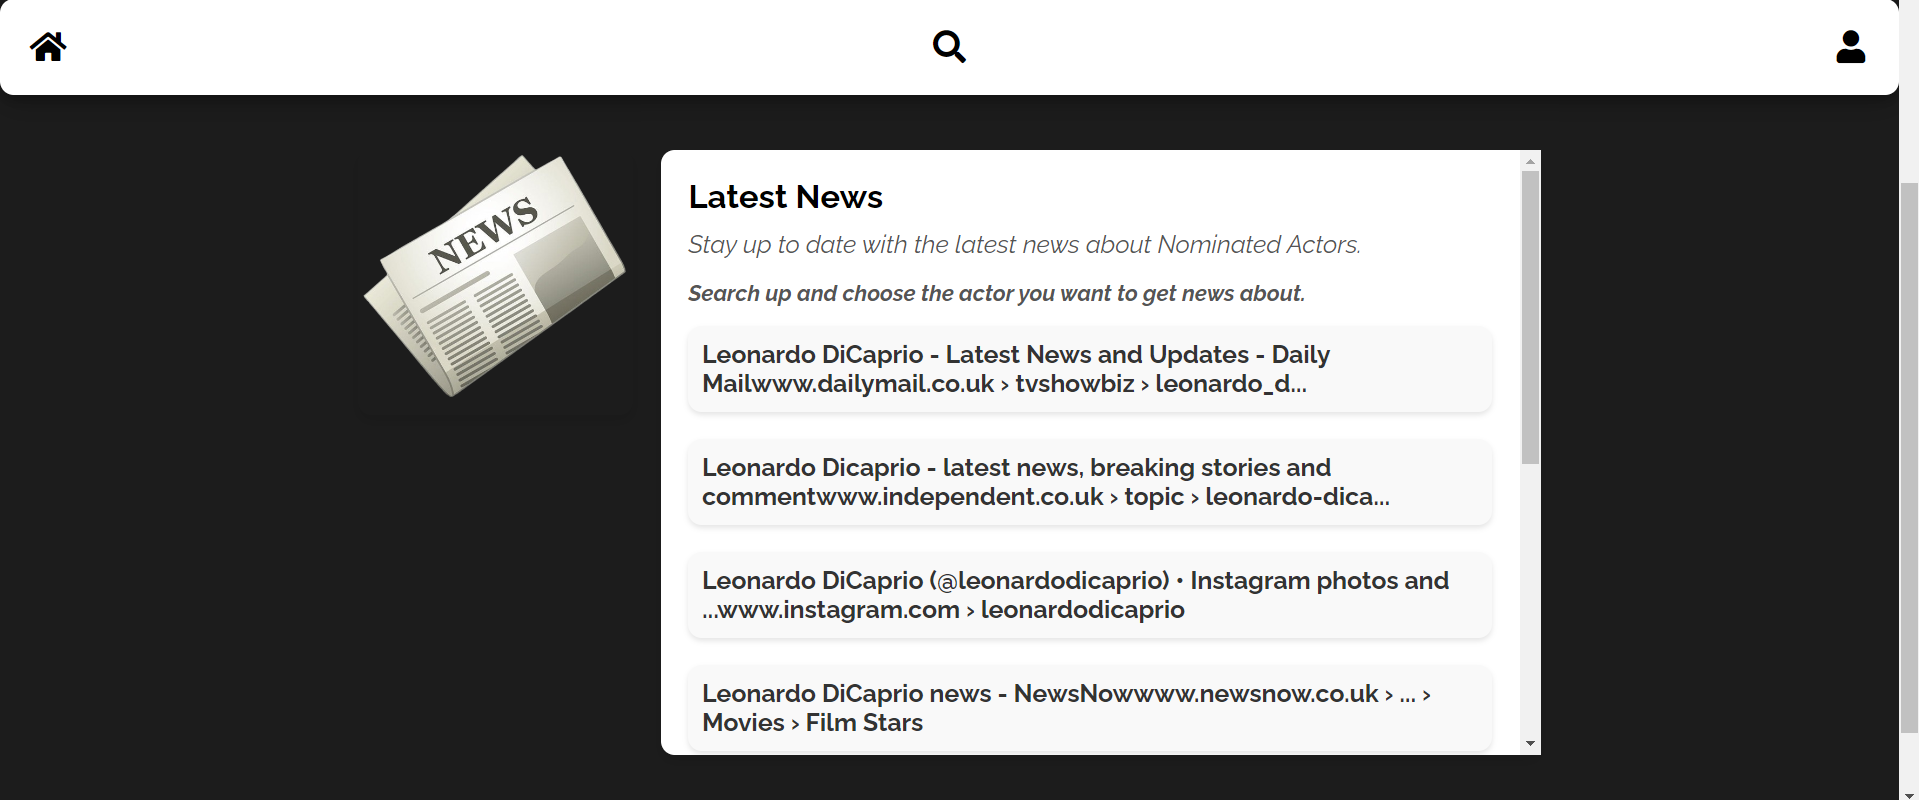 NEWS
Latest News
Stay up to date with the latest news about Nominated Actors.
Search up and choose the actor you want to get news about.
Leonardo DiCaprio - Latest News and Updates - Daily
Mailwww.dailymail.co.uk › tvshowbiz › leonardo_d...
Leonardo Dicaprio - latest news, breaking stories and
commentwww.independent.co.uk › topic › leonardo-dica...
Leonardo DiCaprio (@leonardodicaprio) • Instagram photos and
...www.instagram.com › leonardodicaprio
Leonardo DiCaprio news - NewsNowwww.newsnow.co.uk › ... ›
Movies › Film Stars